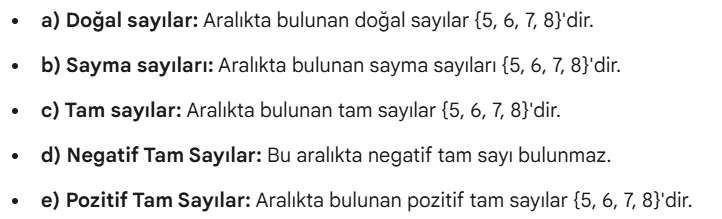 • a) Doğal sayılar: Aralıkta bulunan doğal sayılar {5, 6, 7, 8}'dir.
• b) Sayma sayıları: Aralıkta bulunan sayma sayıları {5, 6, 7, 8}'dir.
• c) Tam sayılar: Aralıkta bulunan tam sayılar {5, 6, 7, 8}'dir.
• d) Negatif Tam Sayılar: Bu aralıkta negatif tam sayı bulunmaz.
• e) Pozitif Tam Sayılar: Aralıkta bulunan pozitif tam sayılar {5, 6, 7, 8}'dir.